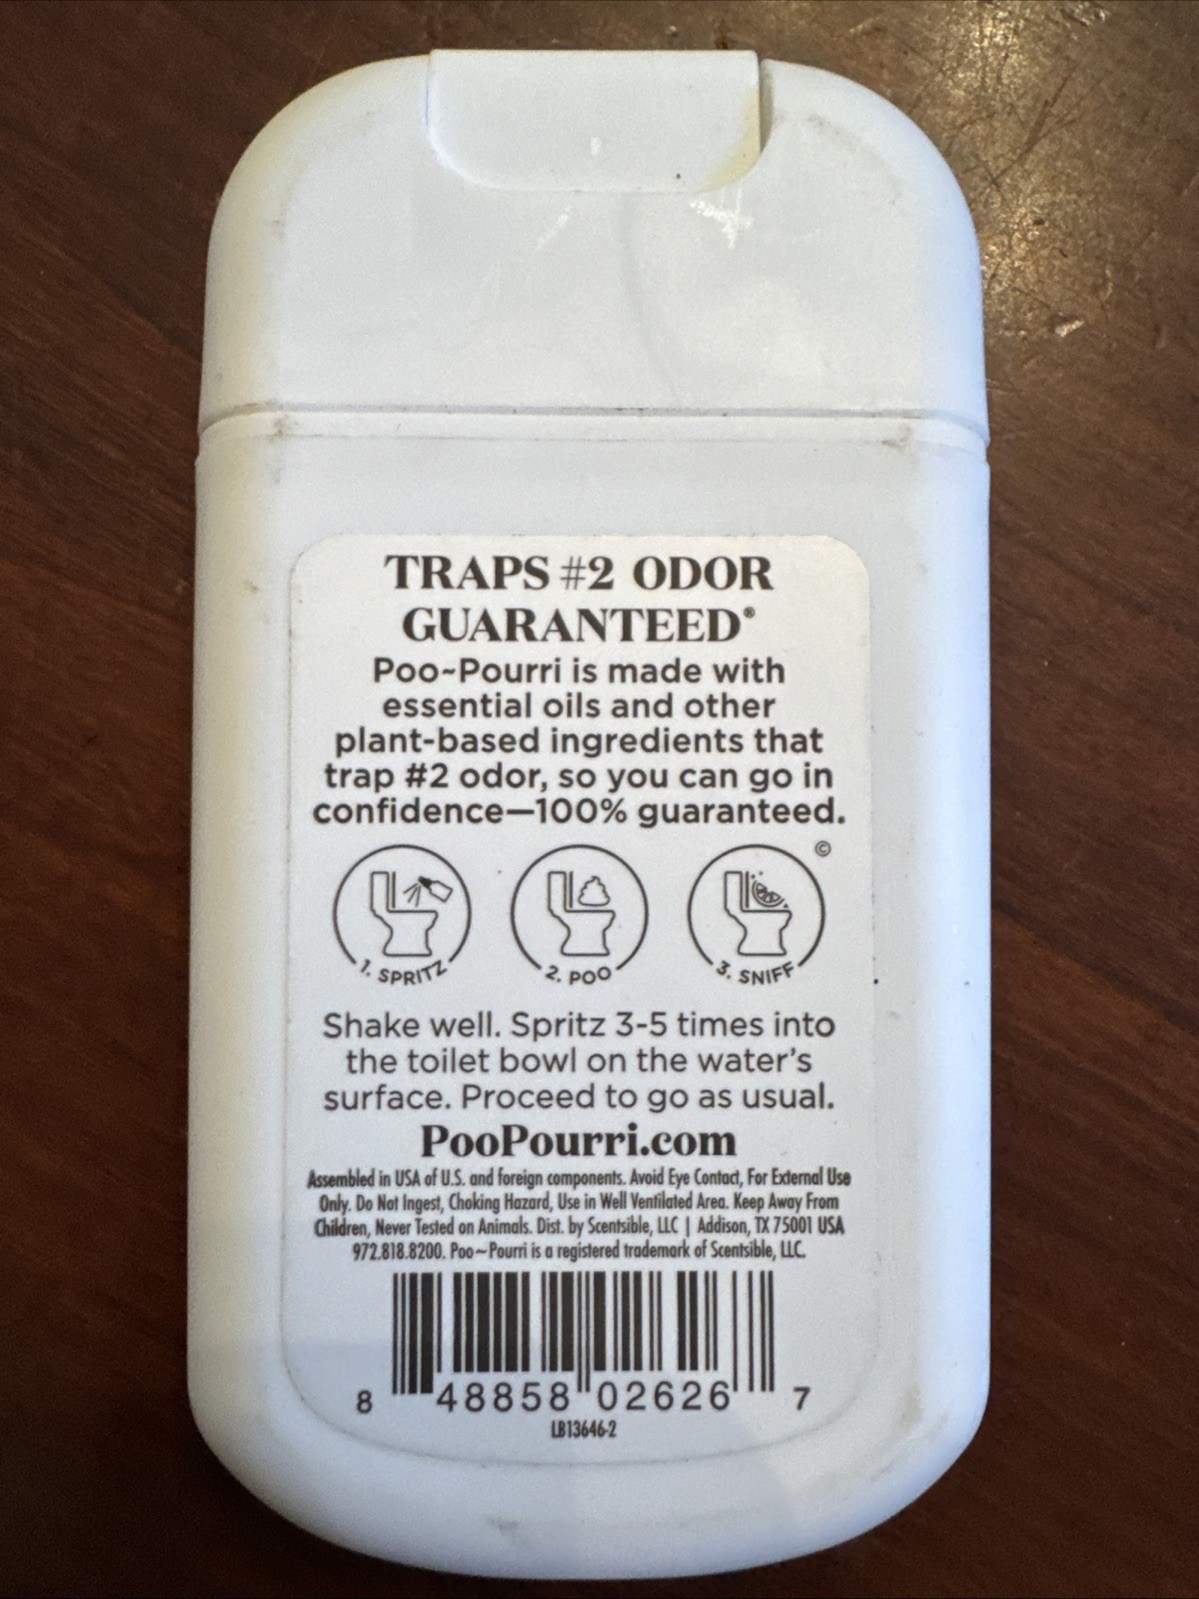 TRAPS #2 ODOR
GUARANTEED®
Poo~Pourri is made with
essential oils and other
plant-based ingredients that
trap #2 odor, so you can go in
confidence—100% guaranteed.
©
1. SPRITZ
2. POO
3. SNIFF
Shake well. Spritz 3-5 times into
the toilet bowl on the water's
surface. Proceed to go as usual.
PooPourri.com
Assembled in USA of U.S. and foreign components. Avoid Eye Contact, For External Use
Only. Do Not Ingest, Choking Hazard, Use in Well Ventilated Area. Keep Away From
Children, Never Tested on Animals. Dist. by Scentsible, LLC | Addison, TX 75001 USA
972.818.8200. Poo~Pourri is a registered trademark of Scentsible, LLC.
8 48858 02626 7
LB13646-2